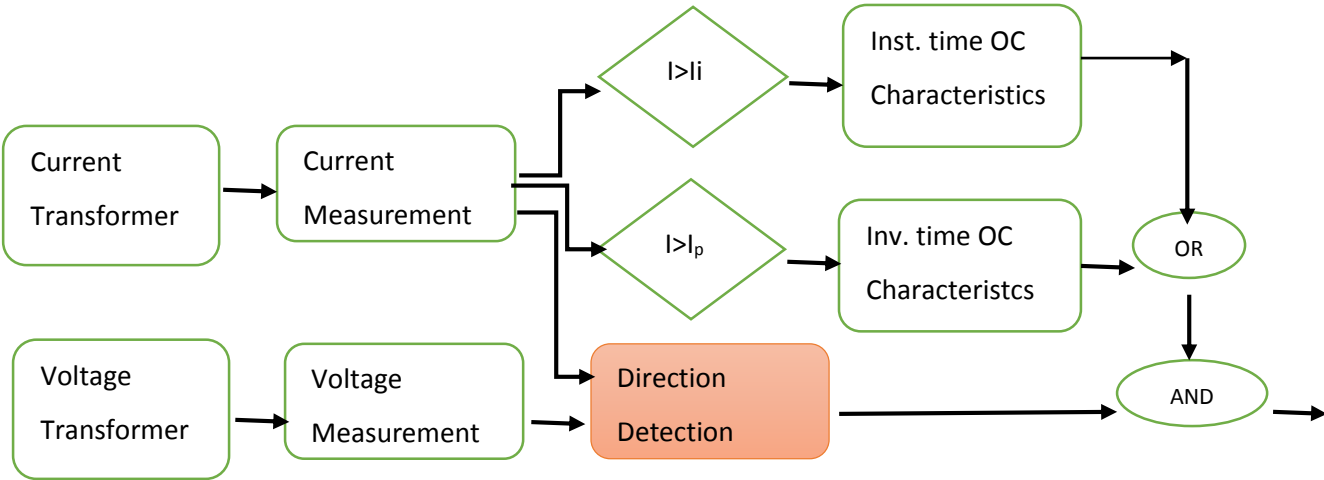 Current
Transformer
Current
Measurement
I>Ii
Inst. time OC
Characteristics
I>Iₚ
Inv. time OC
Characteristcs
OR
Voltage
Transformer
Voltage
Measurement
Direction
Detection
AND